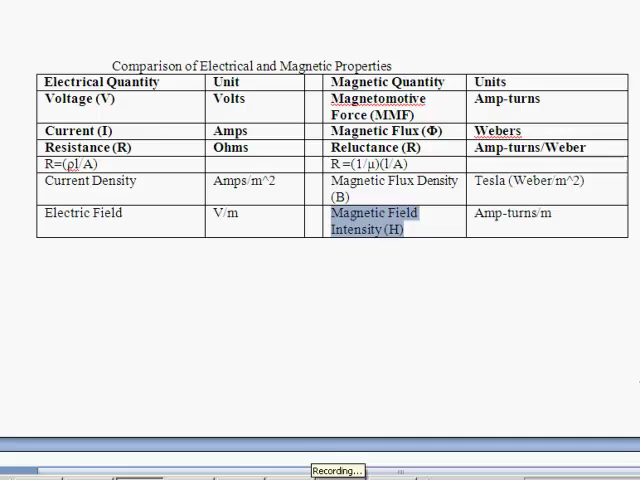 Comparison of Electrical and Magnetic Properties
Electrical Quantity Unit Magnetic Quantity Units
Voltage (V) Volts Magnetomotive Amp-turns
Force (MMF)
Current (I) Amps Magnetic Flux (Φ) Webers
Resistance (R) Ohms Reluctance (R) Amp-turns/Weber
R=(ρl/A) R =(1/μ)(l/A)
Current Density Amps/m^2 Magnetic Flux Density Tesla (Weber/m^2)
(B)
Electric Field V/m Magnetic Field Amp-turns/m
Intensity (H)
Recording...